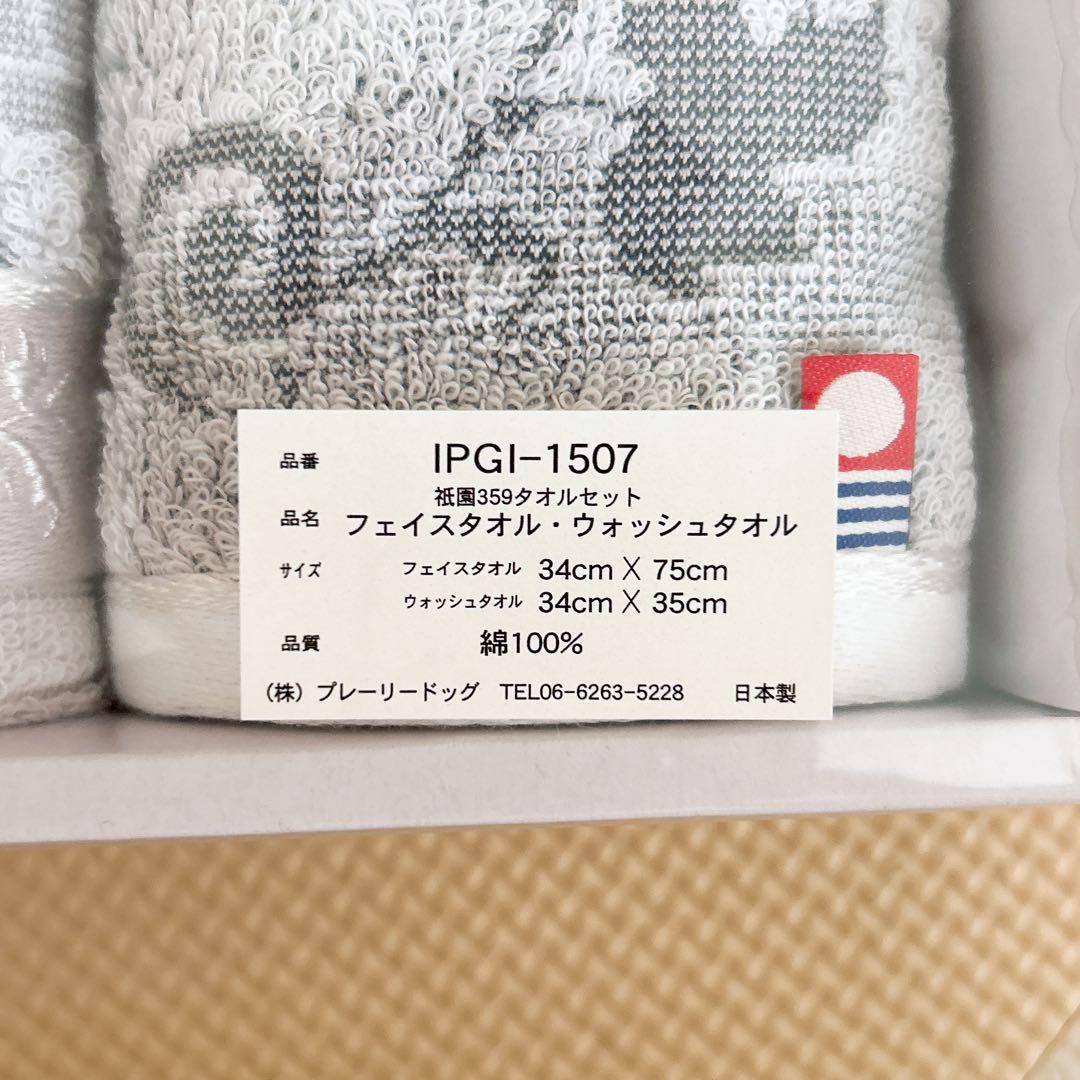 品番 IPGI-1507
祇園359タオルセット
品名 フェイスタオル・ウォッシュタオル
サイズ フェイスタオル 34cm X 75cm
ウォッシュタオル 34cm X 35cm
品質 綿100%
(株) プレーリードッグ TEL06-6263-5228 日本製